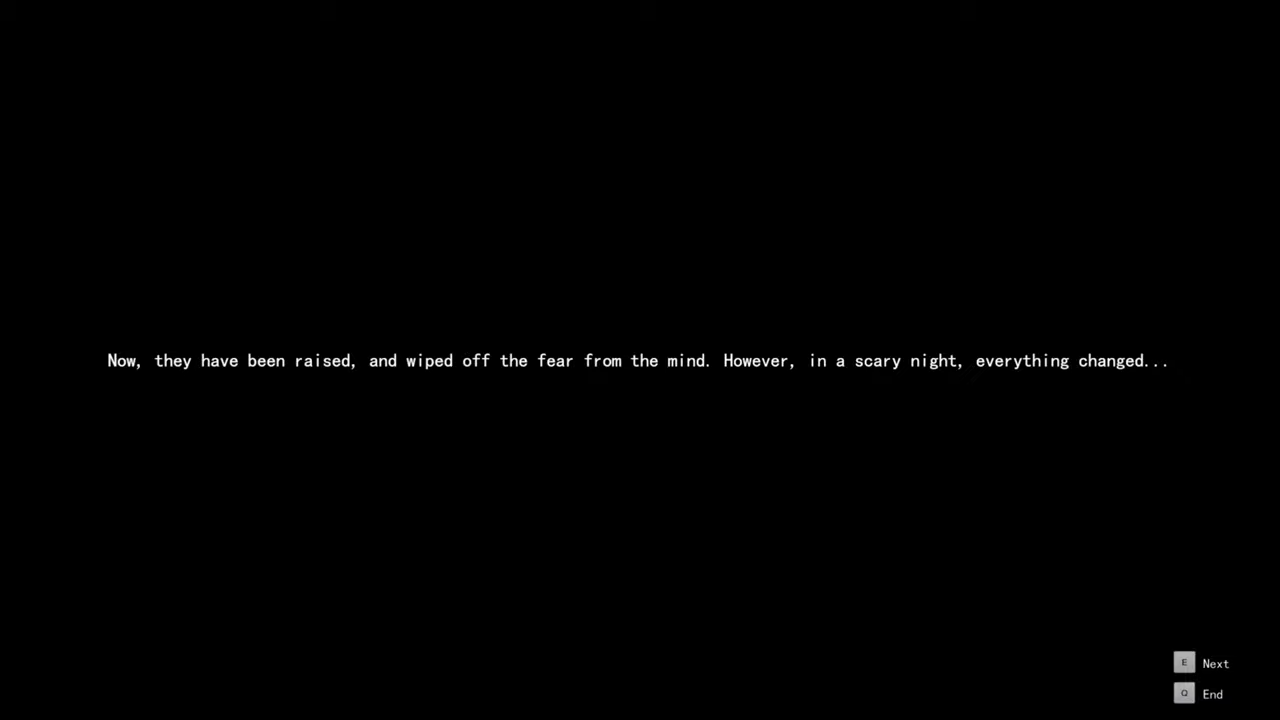 Now, they have been raised, and wiped off the fear from the mind. However, in a scary night, everything changed...
E Next
Q End